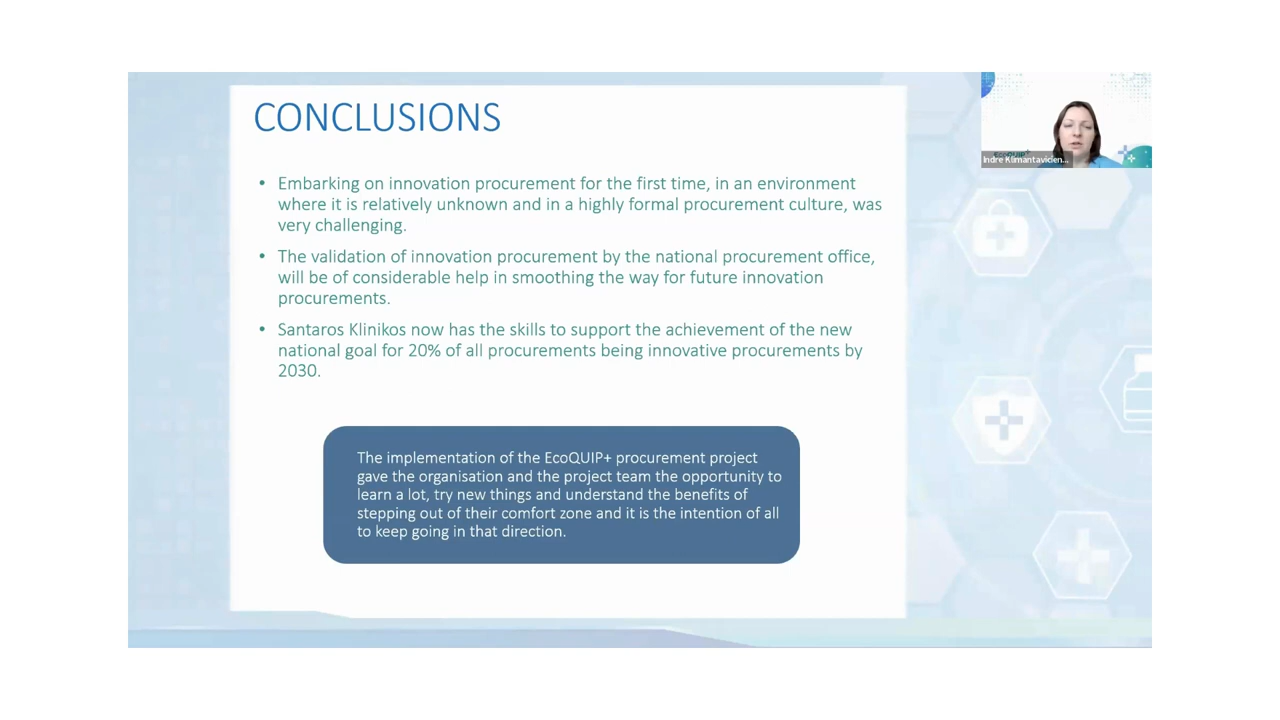 CONCLUSIONS
• Embarking on innovation procurement for the first time, in an environment
where it is relatively unknown and in a highly formal procurement culture, was
very challenging.
• The validation of innovation procurement by the national procurement office,
will be of considerable help in smoothing the way for future innovation
procurements.
• Santaros Klinikos now has the skills to support the achievement of the new
national goal for 20% of all procurements being innovative procurements by
2030.
The implementation of the EcoQUIP+ procurement project
gave the organisation and the project team the opportunity to
learn a lot, try new things and understand the benefits of
stepping out of their comfort zone and it is the intention of all
to keep going in that direction.
EcoQUIP+
Indre Klimantavicien...